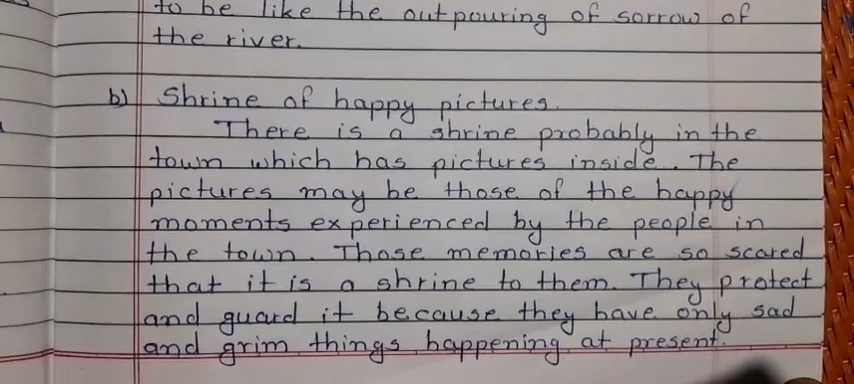 to be like the outpouring of sorrow of
the river.
b) Shrine of happy pictures.
There is a shrine probably in the
town which has pictures inside. The
pictures may be those of the happy
moments experienced by the people in
the town. Those memories are so scared
that it is a shrine to them. They protect
and guard it because they have only sad
and grim things happening at present.